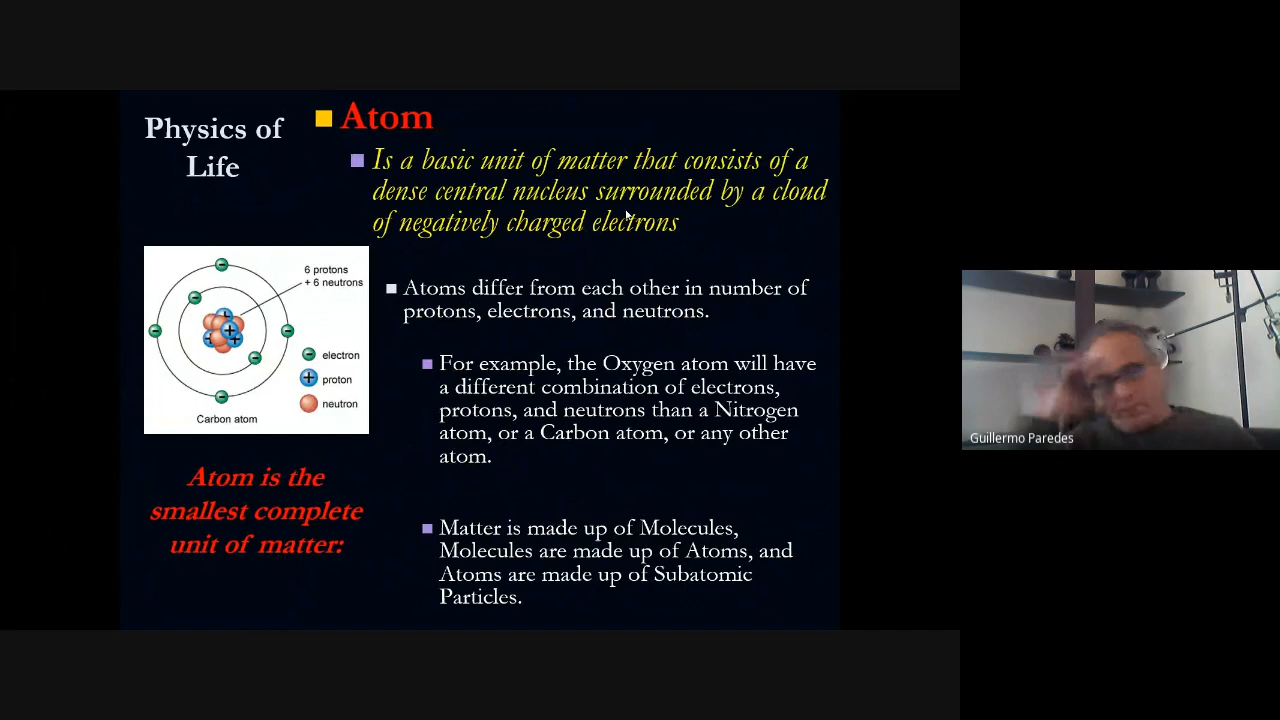 Physics of
Life
Atom
Is a basic unit of matter that consists of a
dense central nucleus surrounded by a cloud
of negatively charged electrons
6 protons
+ 6 neutrons
electron
proton
neutron
Carbon atom
Atom is the
smallest complete
unit of matter:
Atoms differ from each other in number of
protons, electrons, and neutrons.
For example, the Oxygen atom will have
a different combination of electrons,
protons, and neutrons than a Nitrogen
atom, or a Carbon atom, or any other
atom.
Matter is made up of Molecules,
Molecules are made up of Atoms, and
Atoms are made up of Subatomic
Particles.
Guillermo Paredes